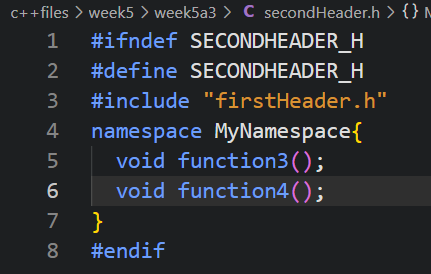 c++files > week5 > week5a3 > C secondHeader.h > {} M
1 #ifndef SECONDHEADER_H
2 #define SECONDHEADER_H
3 #include "firstHeader.h"
4 namespace MyNamespace{
5 void function3();
6 void function4();
7 }
8 #endif